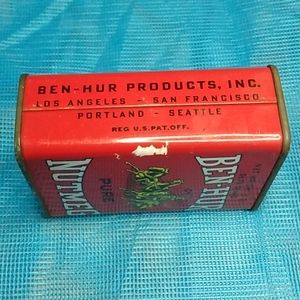 BEN-HUR PRODUCTS, INC.
LOS ANGELES - SAN FRANCISCO
PORTLAND - SEATTLE
REG U.S. PAT. OFF.
BEN-HUR
PURE
NUTMEG